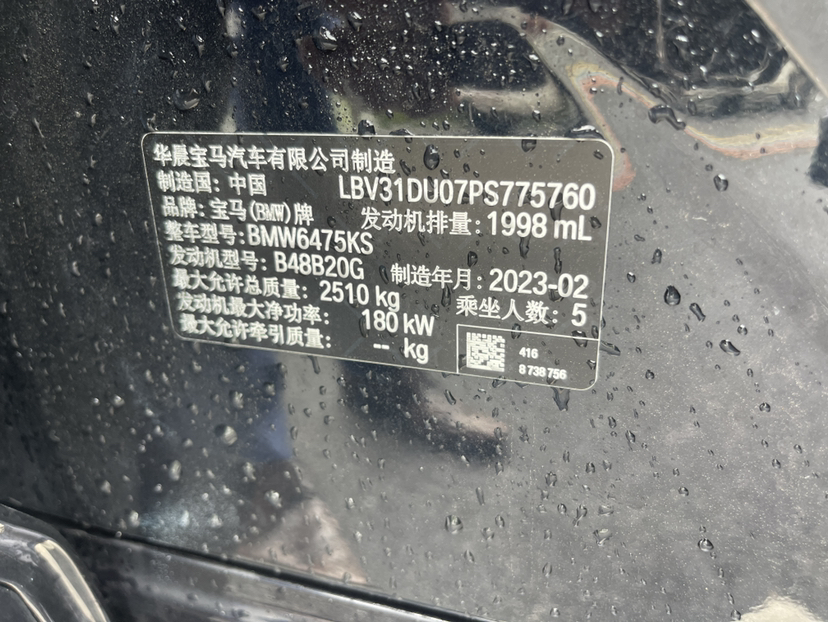 华晨宝马汽车有限公司制造
制造国：中国 LBV31DU07PS775760
品牌：宝马(BMW)牌 发动机排量：1998 mL
整车型号：BMW6475KS
发动机型号：B48B20G 制造年月：2023-02
最大允许总质量：2510 kg 乘坐人数：5
发动机最大净功率：180 kW
最大允许牵引质量：-- kg
416
8 738 756